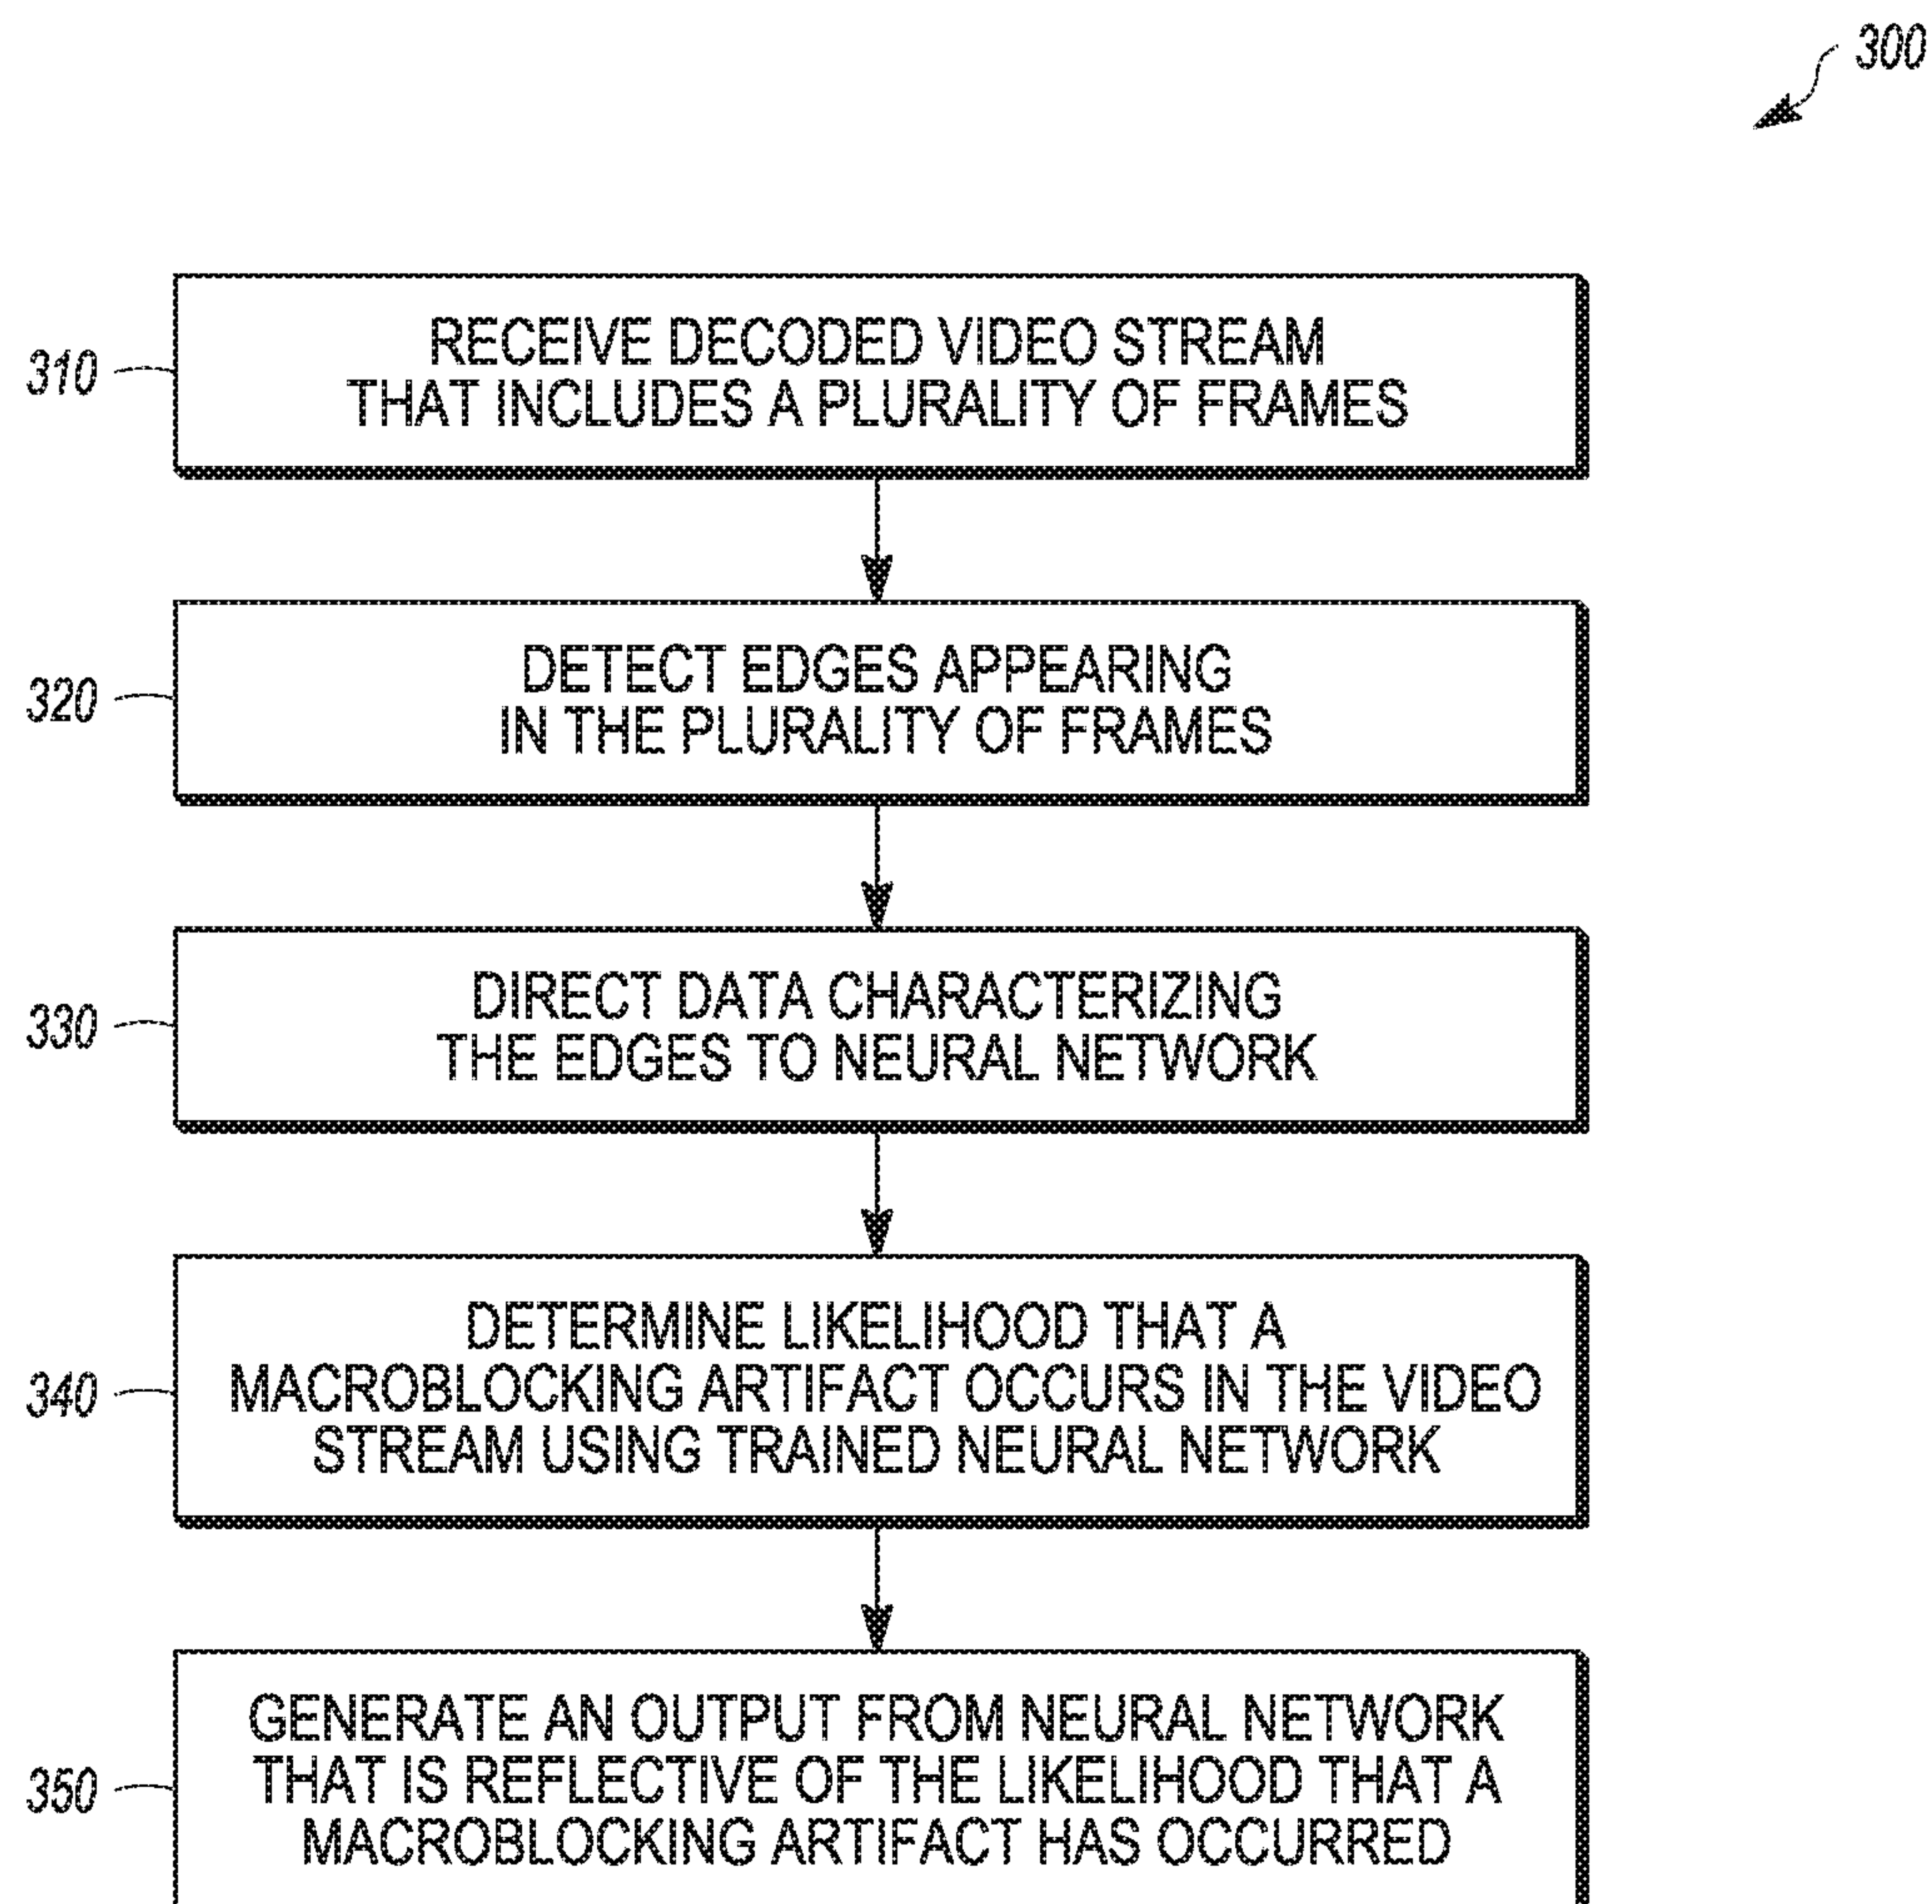 300
310
RECEIVE DECODED VIDEO STREAM
THAT INCLUDES A PLURALITY OF FRAMES
320
DETECT EDGES APPEARING
IN THE PLURALITY OF FRAMES
330
DIRECT DATA CHARACTERIZING
THE EDGES TO NEURAL NETWORK
340
DETERMINE LIKELIHOOD THAT A
MACROBLOCKING ARTIFACT OCCURS IN THE VIDEO
STREAM USING TRAINED NEURAL NETWORK
350
GENERATE AN OUTPUT FROM NEURAL NETWORK
THAT IS REFLECTIVE OF THE LIKELIHOOD THAT A
MACROBLOCKING ARTIFACT HAS OCCURRED